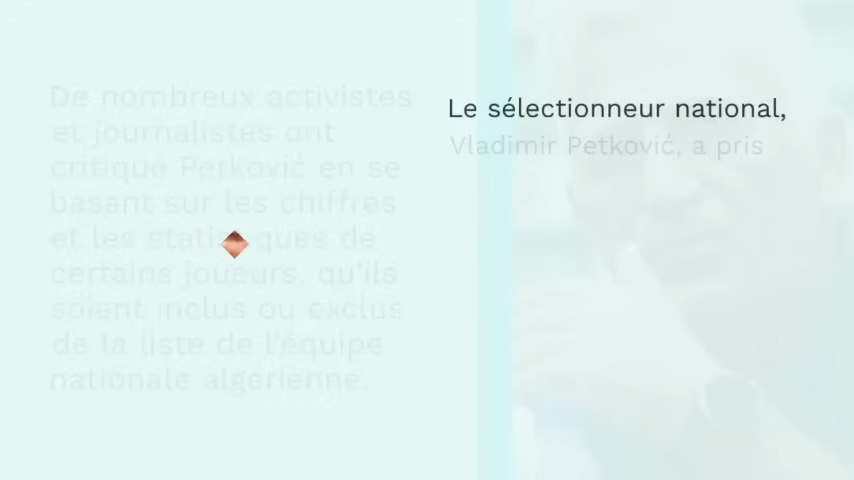 De nombreux activistes
et journalistes ont
critiqué Petković en se
basant sur les chiffres
et les statistiques de
certains joueurs, qu'ils
soient inclus ou exclus
de la liste de l'équipe
nationale algérienne.
Le sélectionneur national,
Vladimir Petković, a pris